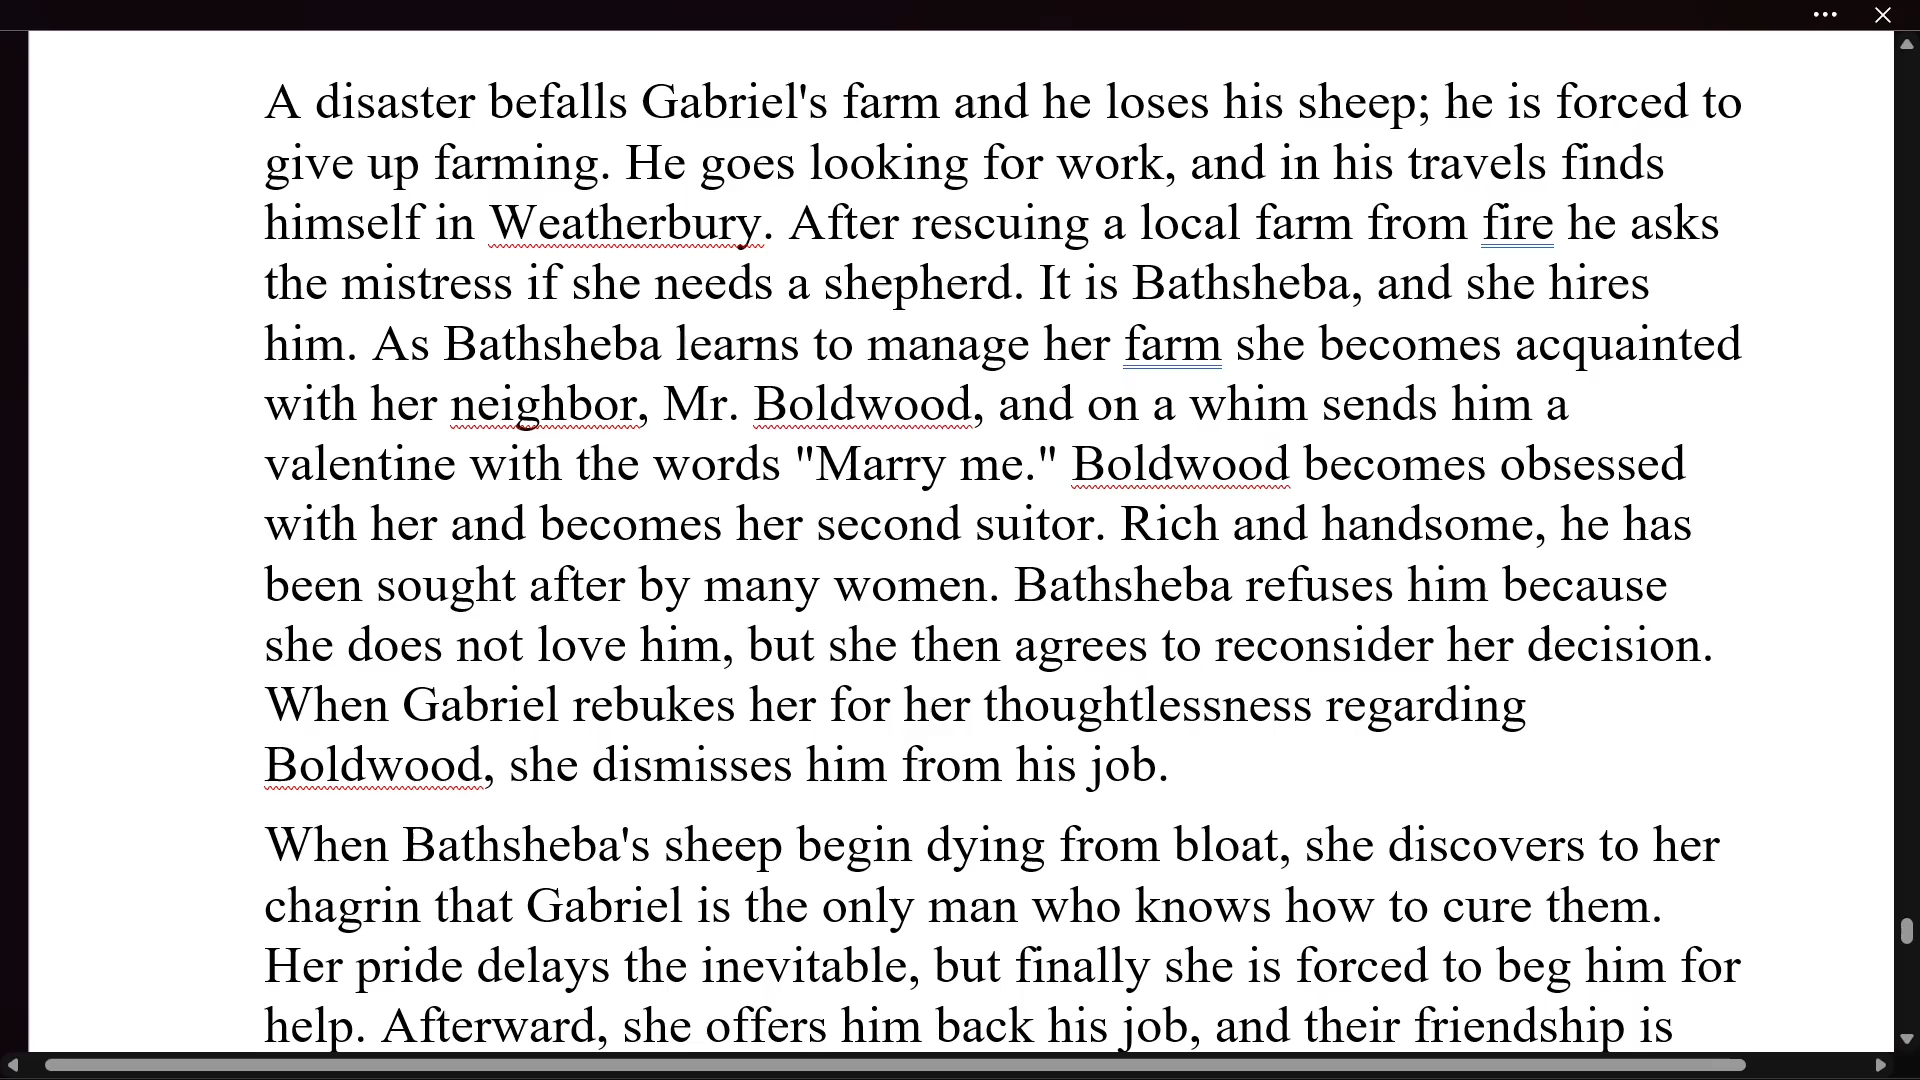 A disaster befalls Gabriel's farm and he loses his sheep; he is forced to
give up farming. He goes looking for work, and in his travels finds
himself in Weatherbury. After rescuing a local farm from fire he asks
the mistress if she needs a shepherd. It is Bathsheba, and she hires
him. As Bathsheba learns to manage her farm she becomes acquainted
with her neighbor, Mr. Boldwood, and on a whim sends him a
valentine with the words "Marry me." Boldwood becomes obsessed
with her and becomes her second suitor. Rich and handsome, he has
been sought after by many women. Bathsheba refuses him because
she does not love him, but she then agrees to reconsider her decision.
When Gabriel rebukes her for her thoughtlessness regarding
Boldwood, she dismisses him from his job.
When Bathsheba's sheep begin dying from bloat, she discovers to her
chagrin that Gabriel is the only man who knows how to cure them.
Her pride delays the inevitable, but finally she is forced to beg him for
help. Afterward, she offers him back his job, and their friendship is